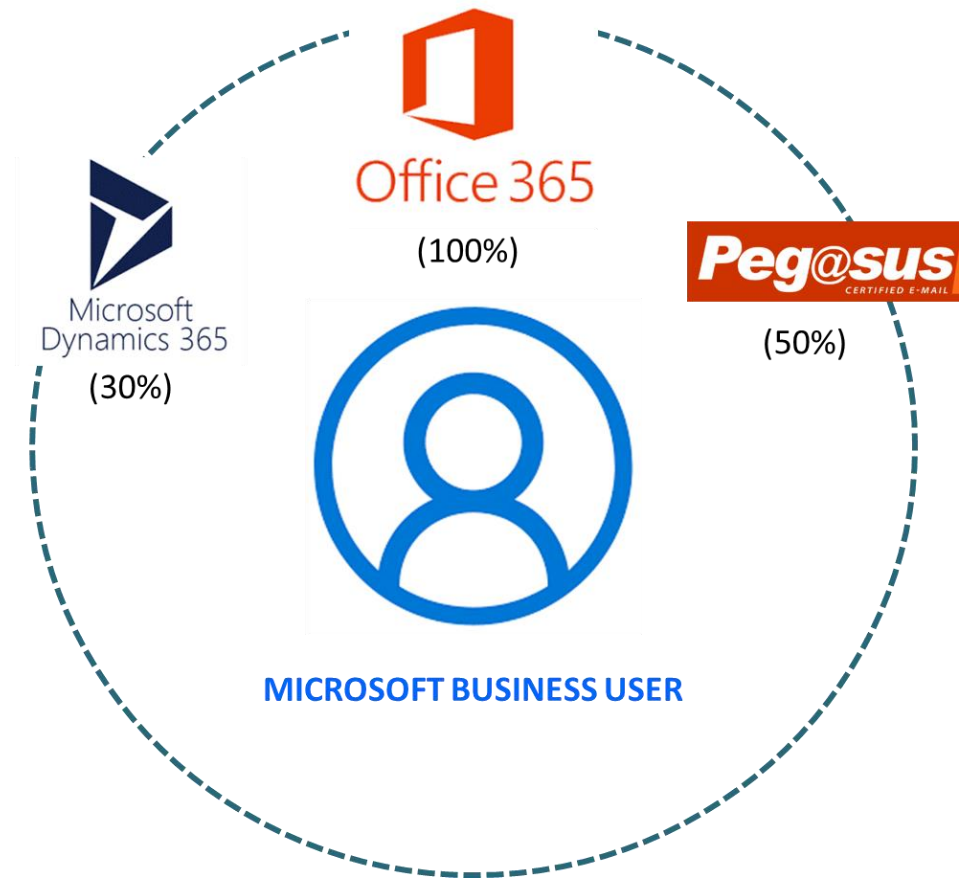 Office 365
(100%)
Microsoft
Dynamics 365
(30%)
Peg@sus
CERTIFIED E-MAIL
(50%)
MICROSOFT BUSINESS USER